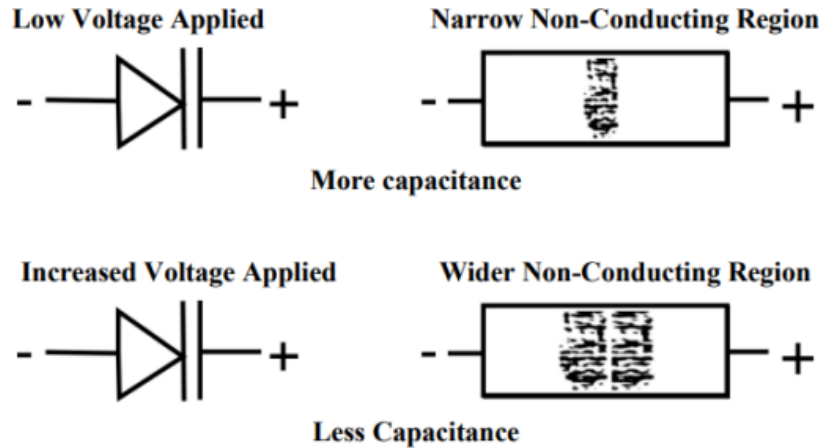 Low Voltage Applied
Narrow Non-Conducting Region
- +
- +
More capacitance
Increased Voltage Applied
Wider Non-Conducting Region
- +
- +
Less Capacitance